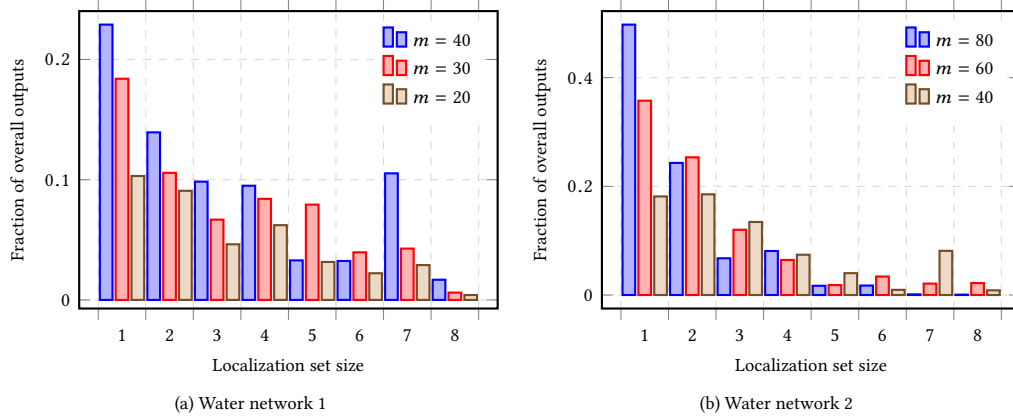 Fraction of overall outputs
0.2
0.1
0
m = 40
m = 30
m = 20
1 2 3 4 5 6 7 8
Localization set size
(a) Water network 1
Fraction of overall outputs
0.4
0.2
0
m = 80
m = 60
m = 40
1 2 3 4 5 6 7 8
Localization set size
(b) Water network 2